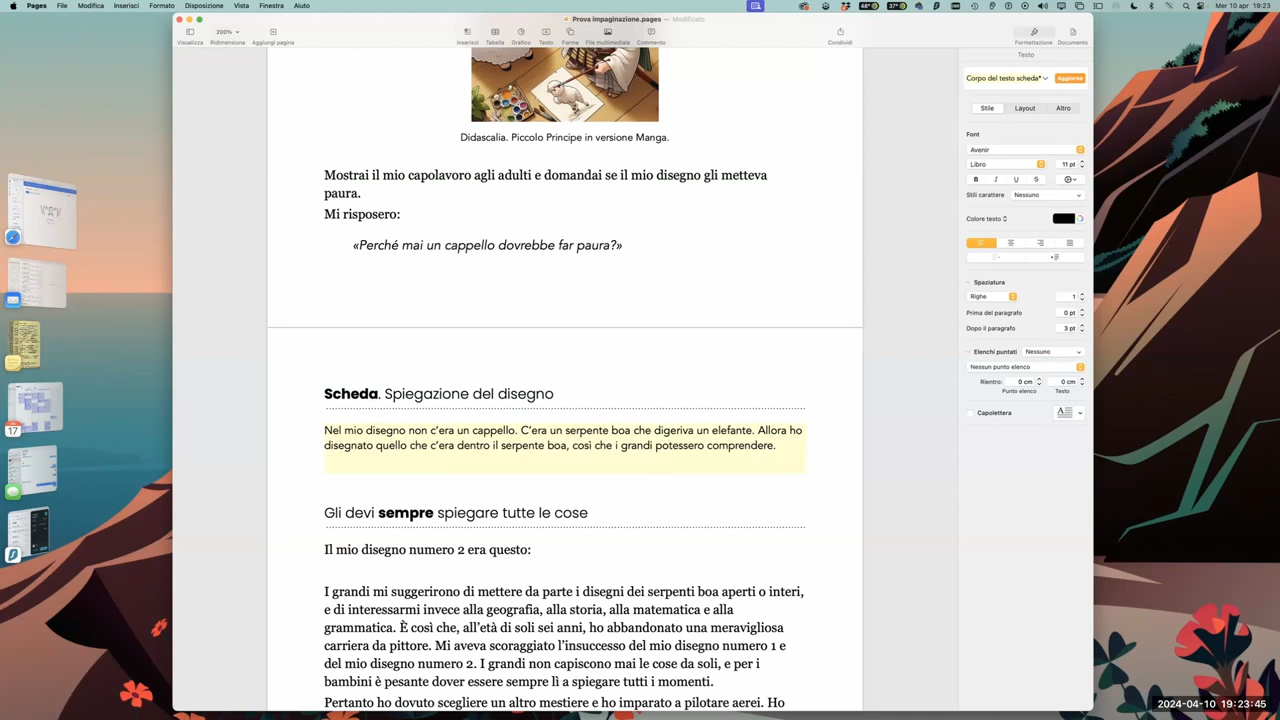 Pages File Modifica Inserisci Formato Disposizione Vista Finestra Aiuto
48° 37° Mer 10 apr 19:23
Prova impaginazione.pages — Modificato
200%
Visualizza Ridimensiona Aggiungi pagina Inserisci Tabella Grafico Testo Forma File multimediale Commento Condividi Formattazione Documento
Testo
Corpo del testo scheda* Aggiorna
Stile Layout Altro
Font
Avenir
Libro 11 pt
B I U S
Stili carattere Nessuno
Colore testo
Spaziatura
Righe 1
Prima del paragrafo 0 pt
Dopo il paragrafo 3 pt
Elenchi puntati Nessuno
Nessun punto elenco
Rientro: 0 cm 0 cm
Punto elenco Testo
Capolettera
Didascalia. Piccolo Principe in versione Manga.
Mostrai il mio capolavoro agli adulti e domandai se il mio disegno gli metteva
paura.
Mi risposero:
«Perché mai un cappello dovrebbe far paura?»
Scheda. Spiegazione del disegno
Nel mio disegno non c’era un cappello. C’era un serpente boa che digeriva un elefante. Allora ho
disegnato quello che c’era dentro il serpente boa, così che i grandi potessero comprendere.
Gli devi sempre spiegare tutte le cose
Il mio disegno numero 2 era questo:
I grandi mi suggerirono di mettere da parte i disegni dei serpenti boa aperti o interi,
e di interessarmi invece alla geografia, alla storia, alla matematica e alla
grammatica. È così che, all’età di soli sei anni, ho abbandonato una meravigliosa
carriera da pittore. Mi aveva scoraggiato l’insuccesso del mio disegno numero 1 e
del mio disegno numero 2. I grandi non capiscono mai le cose da soli, e per i
bambini è pesante dover essere sempre lì a spiegare tutti i momenti.
Pertanto ho dovuto scegliere un altro mestiere e ho imparato a pilotare aerei. Ho
17
2024-04-10 19:23:45